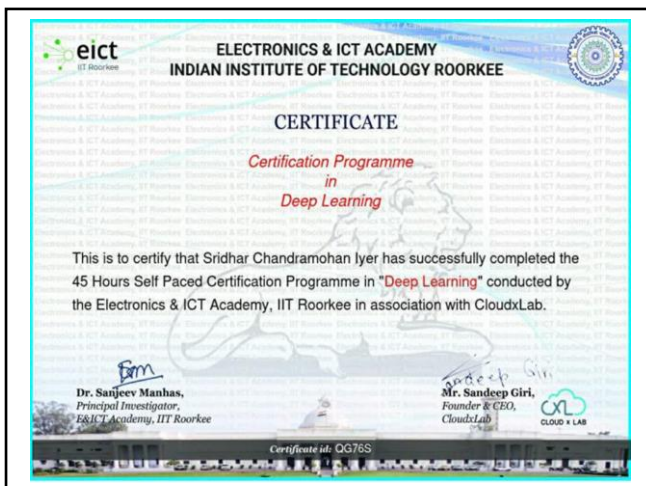 eict
IIT Roorkee
ELECTRONICS & ICT ACADEMY
INDIAN INSTITUTE OF TECHNOLOGY ROORKEE
CERTIFICATE
Certification Programme
in
Deep Learning
This is to certify that Sridhar Chandramohan Iyer has successfully completed the
45 Hours Self Paced Certification Programme in "Deep Learning" conducted by
the Electronics & ICT Academy, IIT Roorkee in association with CloudxLab.
Sandeep Giri
Dr. Sanjeev Manhas,
Principal Investigator,
E&ICT Academy, IIT Roorkee
Mr. Sandeep Giri,
Founder & CEO,
CloudxLab
CLOUD X LAB
Certificate id: QG76S